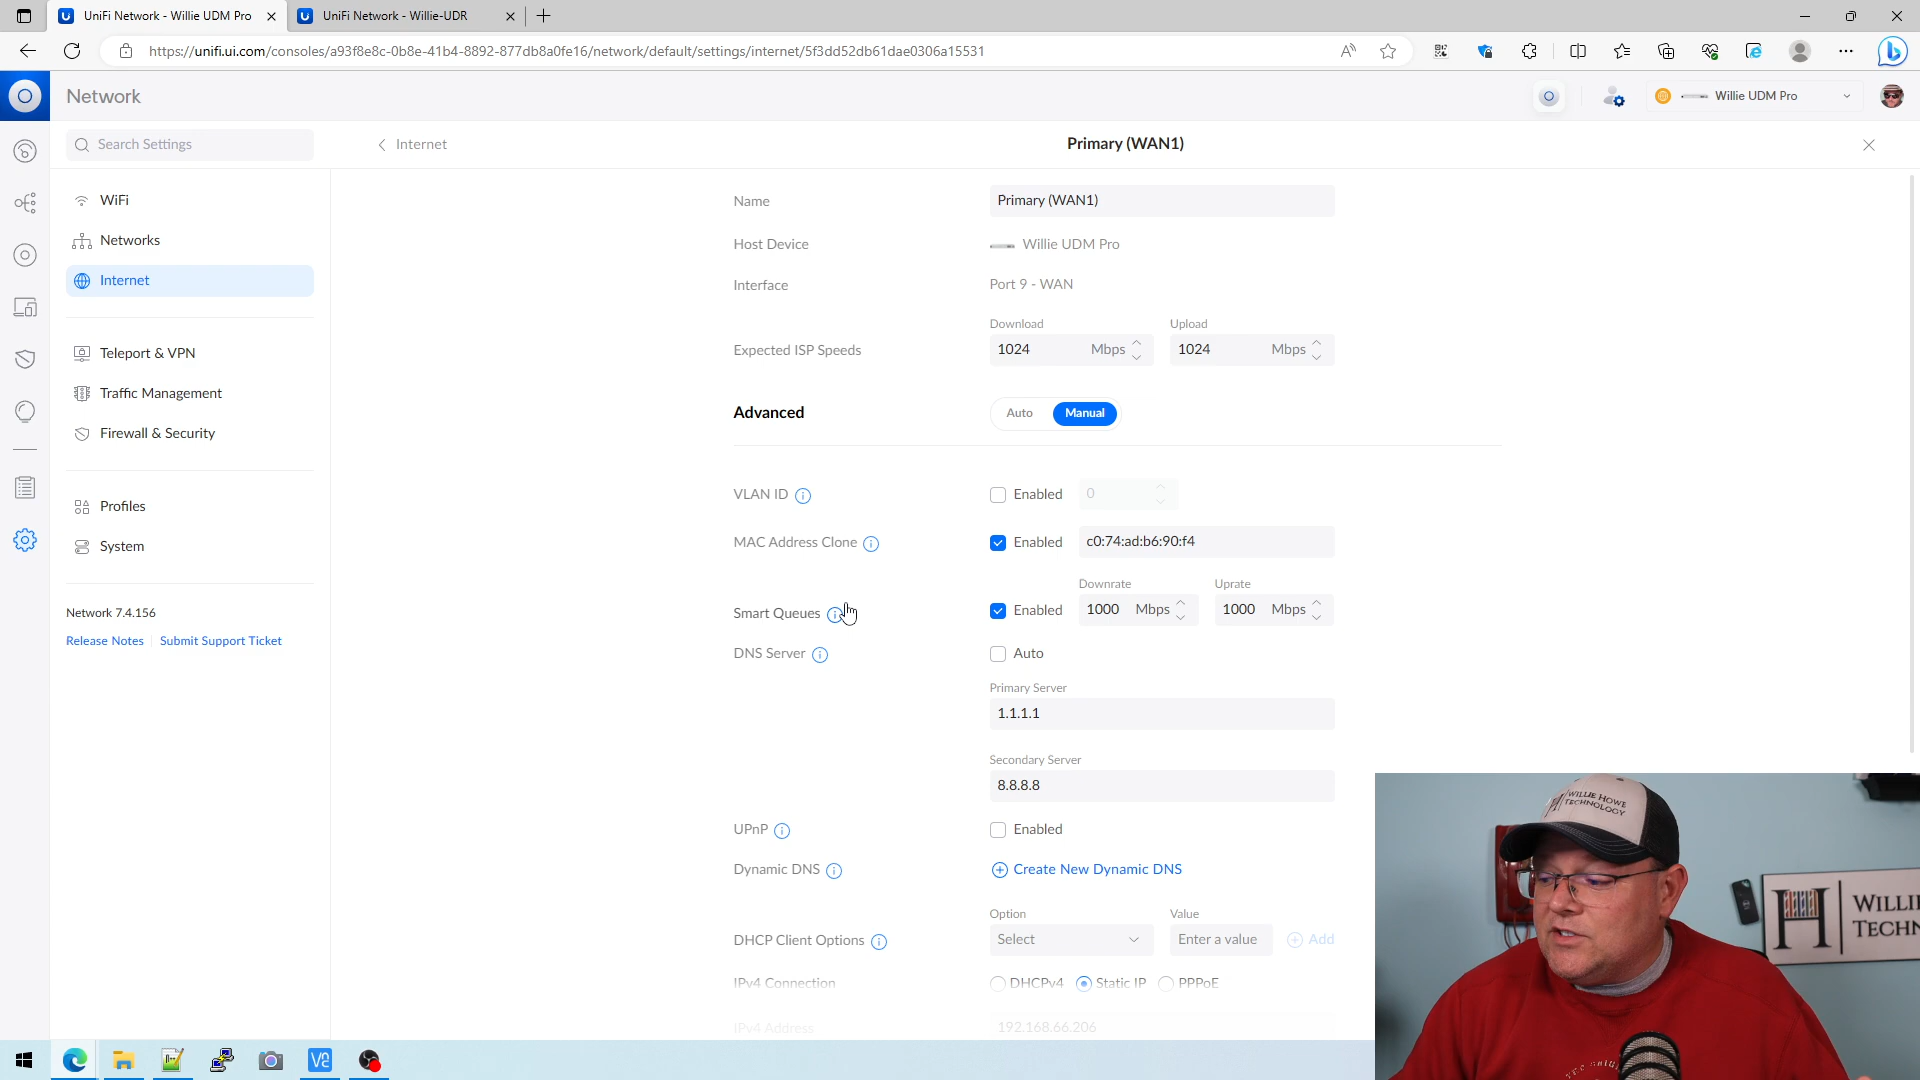 UniFi Network - Willie UDM Pro
UniFi Network - Willie-UDR
https://unifi.ui.com/consoles/a93f8e8c-0b8e-41b4-8892-877db8a0fe16/network/default/settings/internet/5f3dd52db61dae0306a15531
Network
Willie UDM Pro
Search Settings
Internet
Primary (WAN1)
WiFi
Networks
Internet
Teleport & VPN
Traffic Management
Firewall & Security
Profiles
System
Network 7.4.156
Release Notes
Submit Support Ticket
Name
Primary (WAN1)
Host Device
Willie UDM Pro
Interface
Port 9 - WAN
Download
Upload
Expected ISP Speeds
1024 Mbps
1024 Mbps
Advanced
Auto
Manual
VLAN ID
Enabled
0
MAC Address Clone
Enabled
c0:74:ad:b6:90:f4
Downrate
Uprate
Smart Queues
Enabled
1000 Mbps
1000 Mbps
DNS Server
Auto
Primary Server
1.1.1.1
Secondary Server
8.8.8.8
UPnP
Enabled
Dynamic DNS
Create New Dynamic DNS
Option
Value
DHCP Client Options
Select
Enter a value
Add
IPv4 Connection
DHCPv4
Static IP
PPPoE
IPv4 Address
192.168.66.206
WILLIE HOWE
TECHNOLOGY
WILLI
TECHN